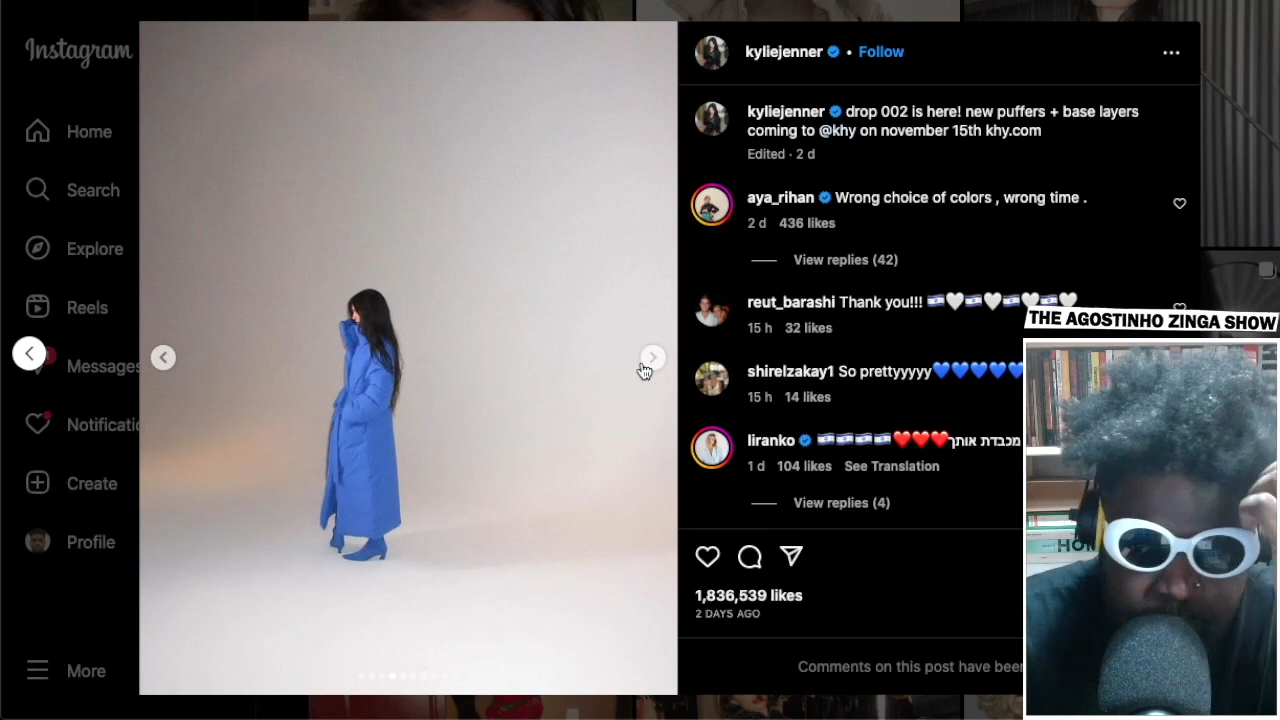 Instagram
Home
Search
Explore
Reels
Messages
Notificatio
Create
Profile
More
kyliejenner • Follow
kyliejenner drop 002 is here! new puffers + base layers
coming to @khy on november 15th khy.com
Edited · 2 d
aya_rihan Wrong choice of colors , wrong time .
2 d 436 likes
View replies (42)
reut_barashi Thank you!!! 🇮🇱🤍🇮🇱🤍🇮🇱🤍🇮🇱🤍
15 h 32 likes
shirelzakay1 So prettyyyyy💙💙💙💙💙
15 h 14 likes
liranko 🇮🇱🇮🇱🇮🇱🇮🇱❤️❤️❤️מכבדת אותך
1 d 104 likes See Translation
View replies (4)
1,836,539 likes
2 DAYS AGO
Comments on this post have been
THE AGOSTINHO ZINGA SHOW